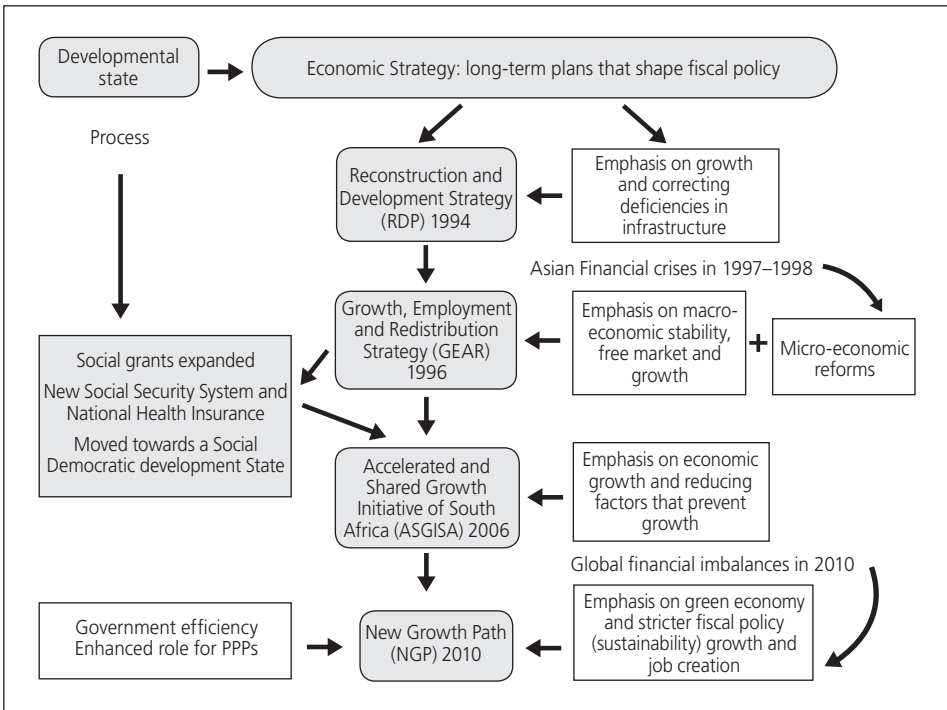 Developmental
state
Economic Strategy: long-term plans that shape fiscal policy
Process
Reconstruction and
Development Strategy
(RDP) 1994
Emphasis on growth
and correcting
deficiencies in
infrastructure
Asian Financial crises in 1997–1998
Growth, Employment
and Redistribution
Strategy (GEAR)
1996
Emphasis on macro-
economic stability,
free market and
growth
+
Micro-economic
reforms
Social grants expanded
New Social Security System and
National Health Insurance
Moved towards a Social
Democratic development State
Accelerated and
Shared Growth
Initiative of South
Africa (ASGISA) 2006
Emphasis on economic
growth and reducing
factors that prevent
growth
Global financial imbalances in 2010
Government efficiency
Enhanced role for PPPs
New Growth Path
(NGP) 2010
Emphasis on green economy
and stricter fiscal policy
(sustainability) growth and
job creation